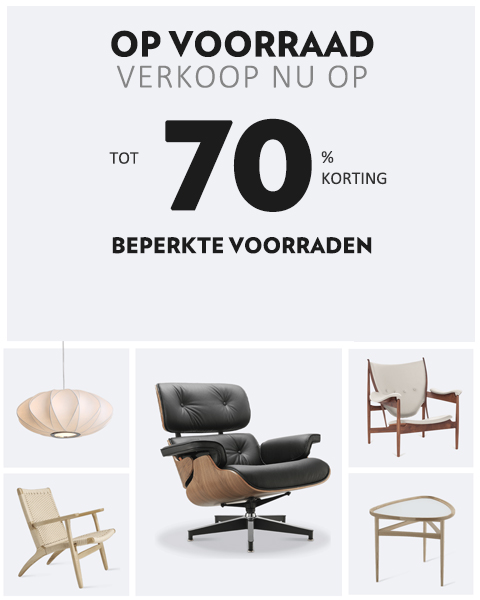 OP VOORRAAD
VERKOOP NU OP
TOT 70 %
KORTING
BEPERKTE VOORRADEN